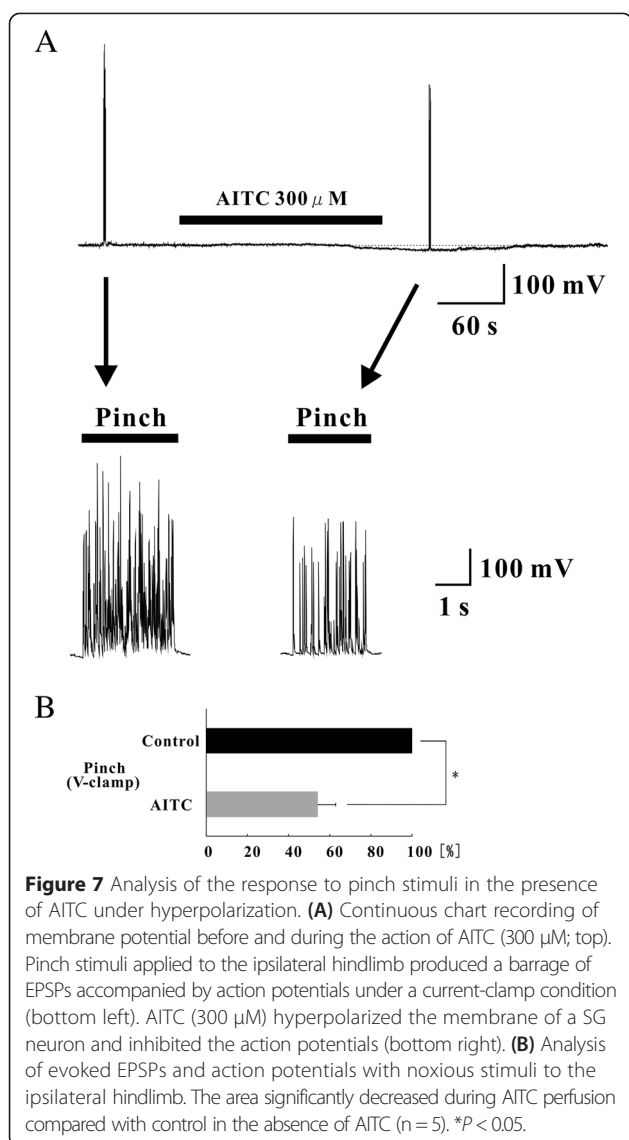 A
AITC 300 μ M
100 mV
60 s
Pinch
Pinch
100 mV
1 s
B
Control
Pinch
(V-clamp)
*
AITC
0 20 40 60 80 100 [%]
Figure 7 Analysis of the response to pinch stimuli in the presence
of AITC under hyperpolarization. (A) Continuous chart recording of
membrane potential before and during the action of AITC (300 μM; top).
Pinch stimuli applied to the ipsilateral hindlimb produced a barrage of
EPSPs accompanied by action potentials under a current-clamp condition
(bottom left). AITC (300 μM) hyperpolarized the membrane of a SG
neuron and inhibited the action potentials (bottom right). (B) Analysis
of evoked EPSPs and action potentials with noxious stimuli to the
ipsilateral hindlimb. The area significantly decreased during AITC perfusion
compared with control in the absence of AITC (n = 5). *P < 0.05.